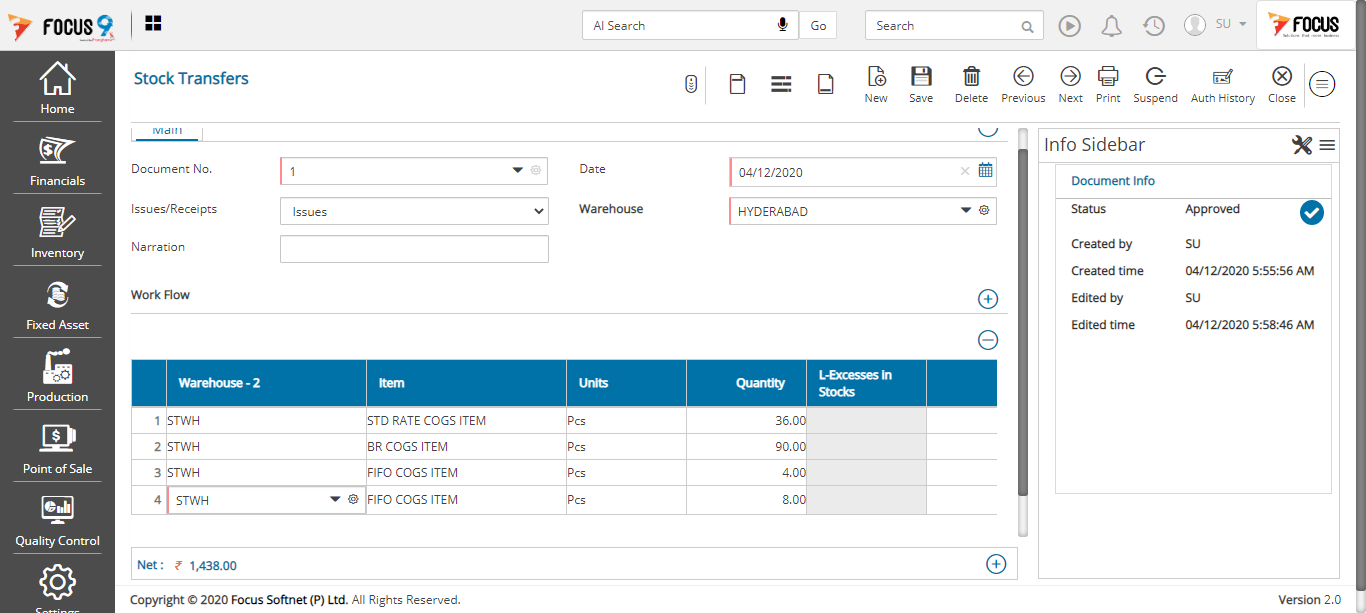 FOCUS 9
AI Search
Go
Search
SU
FOCUS
Home
Financials
Inventory
Fixed Asset
Production
Point of Sale
Quality Control
Settings
Stock Transfers
New
Save
Delete
Previous
Next
Print
Suspend
Auth History
Close
Main
Document No.
1
Date
04/12/2020
Issues/Receipts
Issues
Warehouse
HYDERABAD
Narration
Work Flow
Warehouse - 2 Item Units Quantity L-Excesses in
Stocks
1 STWH STD RATE COGS ITEM Pcs 36.00
2 STWH BR COGS ITEM Pcs 90.00
3 STWH FIFO COGS ITEM Pcs 4.00
4 STWH FIFO COGS ITEM Pcs 8.00
Net : ₹ 1,438.00
Info Sidebar
Document Info
Status Approved
Created by SU
Created time 04/12/2020 5:55:56 AM
Edited by SU
Edited time 04/12/2020 5:58:46 AM
Copyright © 2020 Focus Softnet (P) Ltd. All Rights Reserved.
Version 2.0